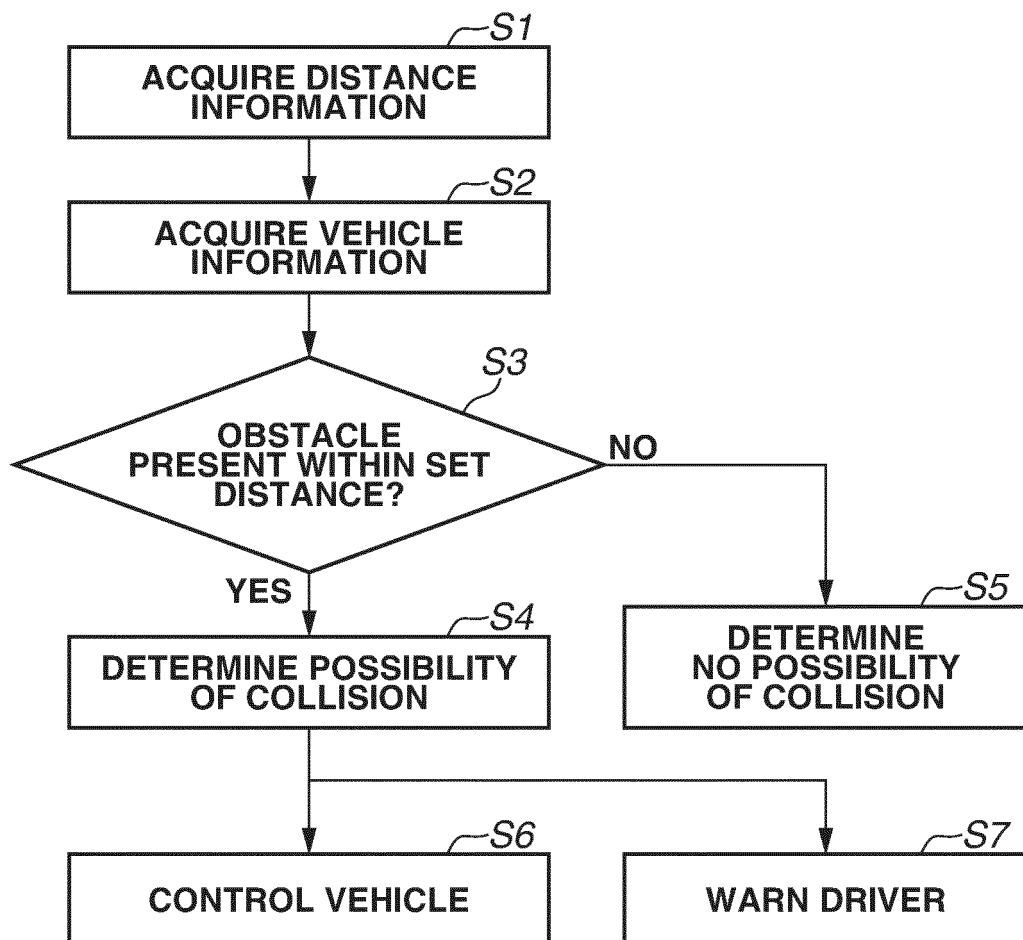 S1
ACQUIRE DISTANCE
INFORMATION
S2
ACQUIRE VEHICLE
INFORMATION
S3
OBSTACLE
PRESENT WITHIN SET
DISTANCE?
NO
YES
S4
DETERMINE POSSIBILITY
OF COLLISION
S5
DETERMINE
NO POSSIBILITY
OF COLLISION
S6
CONTROL VEHICLE
S7
WARN DRIVER